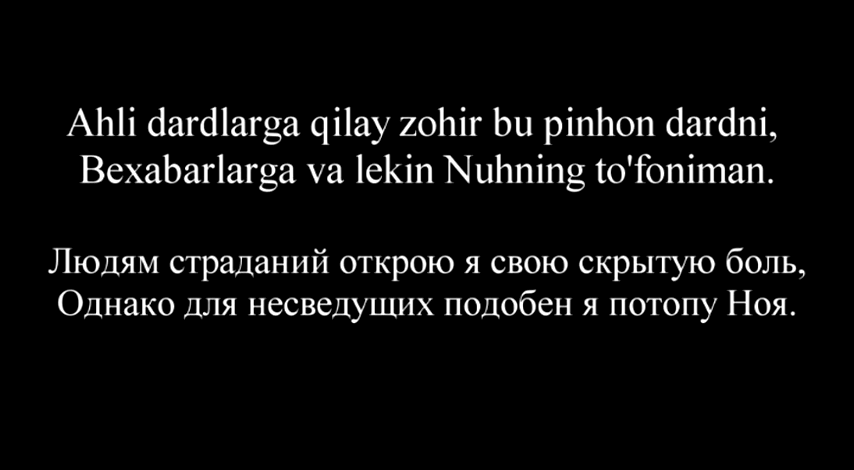 Ahli dardlarga qilay zohir bu pinhon dardni,
Bexabarlarga va lekin Nuhning to'foniman.
Людям страданий открою я свою скрытую боль,
Однако для несведущих подобен я потопу Ноя.